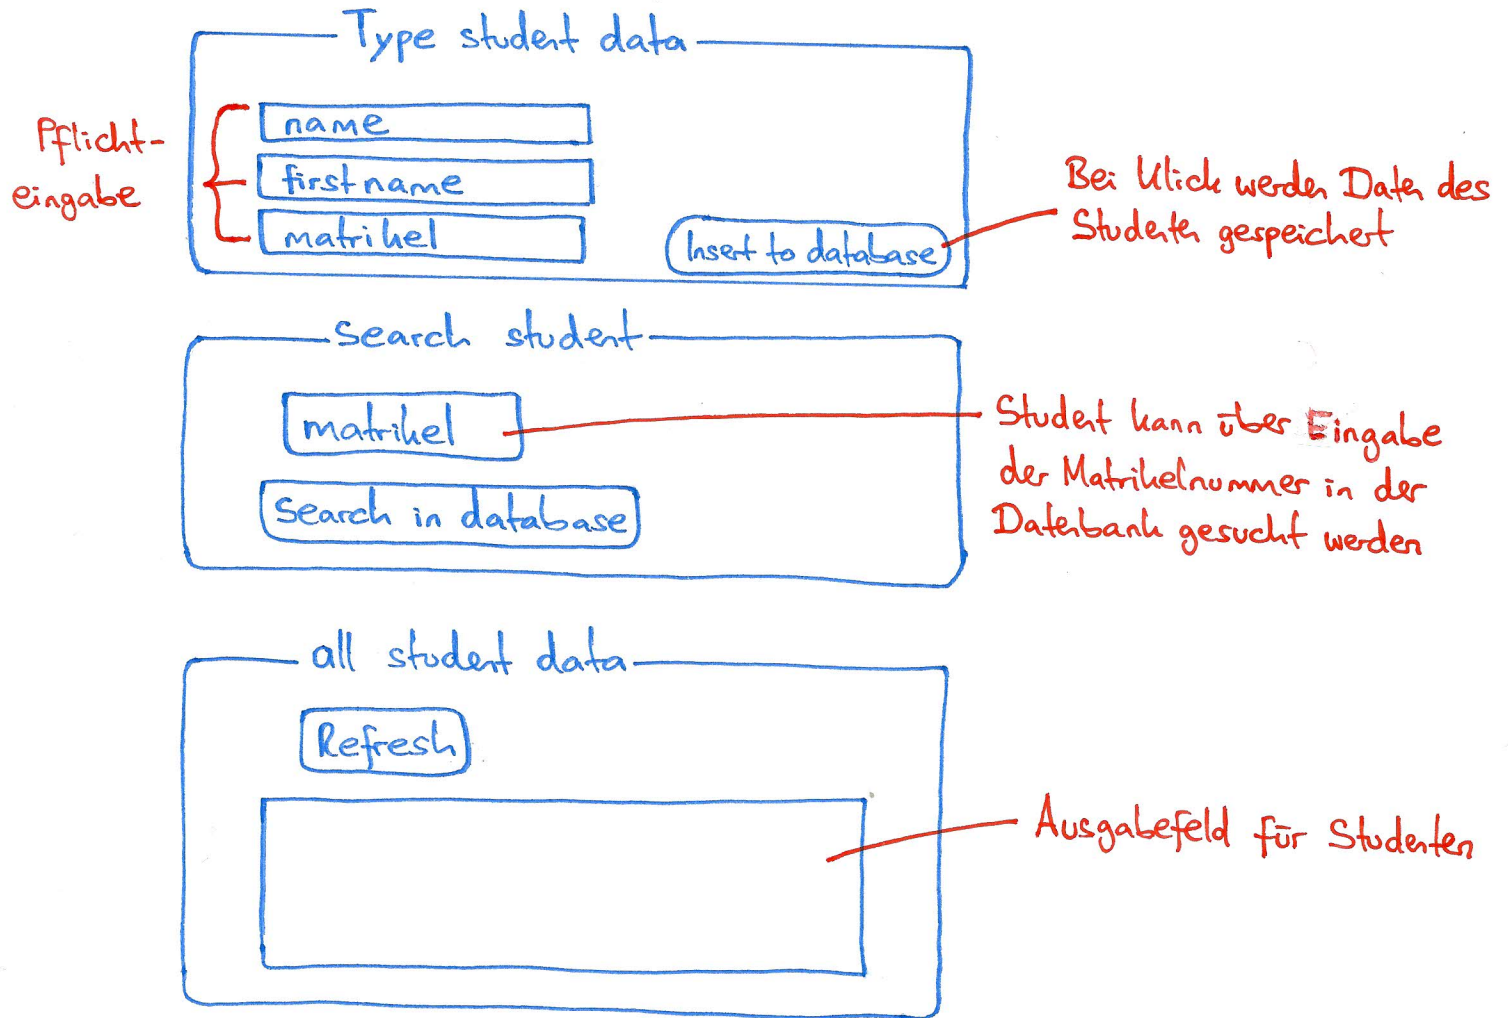 Type student data
Pflicht-
eingabe
name
firstname
matrikel
Insert to database
Bei Klick werden Daten des
Studenten gespeichert
Search student
matrikel
Search in database
Student kann über Eingabe
der Matrikelnummer in der
Datenbank gesucht werden
all student data
Refresh
Ausgabefeld für Studenten